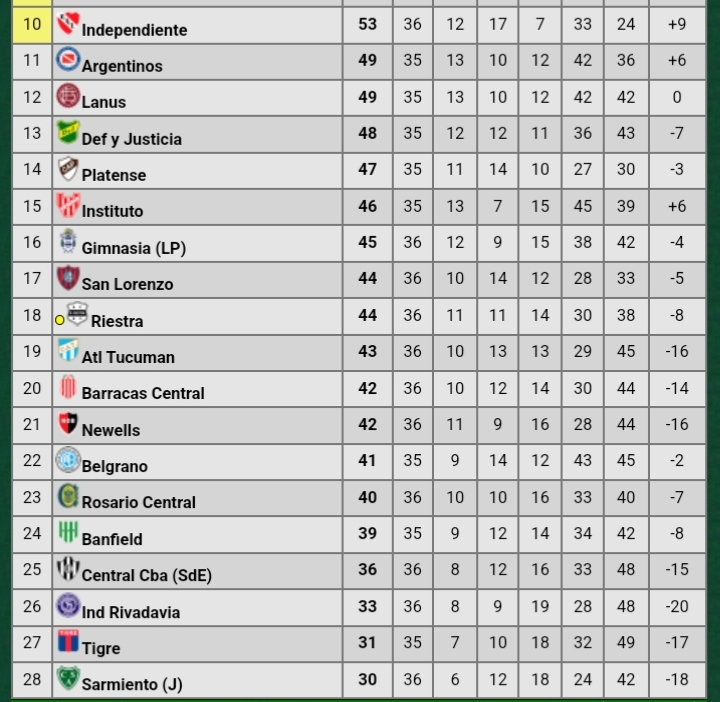 10 Independiente 53 36 12 17 7 33 24 +9
11 Argentinos 49 35 13 10 12 42 36 +6
12 Lanus 49 35 13 10 12 42 42 0
13 Def y Justicia 48 35 12 12 11 36 43 -7
14 Platense 47 35 11 14 10 27 30 -3
15 Instituto 46 35 13 7 15 45 39 +6
16 Gimnasia (LP) 45 36 12 9 15 38 42 -4
17 San Lorenzo 44 36 10 14 12 28 33 -5
18 Riestra 44 36 11 11 14 30 38 -8
19 Atl Tucuman 43 36 10 13 13 29 45 -16
20 Barracas Central 42 36 10 12 14 30 44 -14
21 Newells 42 36 11 9 16 28 44 -16
22 Belgrano 41 35 9 14 12 43 45 -2
23 Rosario Central 40 36 10 10 16 33 40 -7
24 Banfield 39 35 9 12 14 34 42 -8
25 Central Cba (SdE) 36 36 8 12 16 33 48 -15
26 Ind Rivadavia 33 36 8 9 19 28 48 -20
27 Tigre 31 35 7 10 18 32 49 -17
28 Sarmiento (J) 30 36 6 12 18 24 42 -18